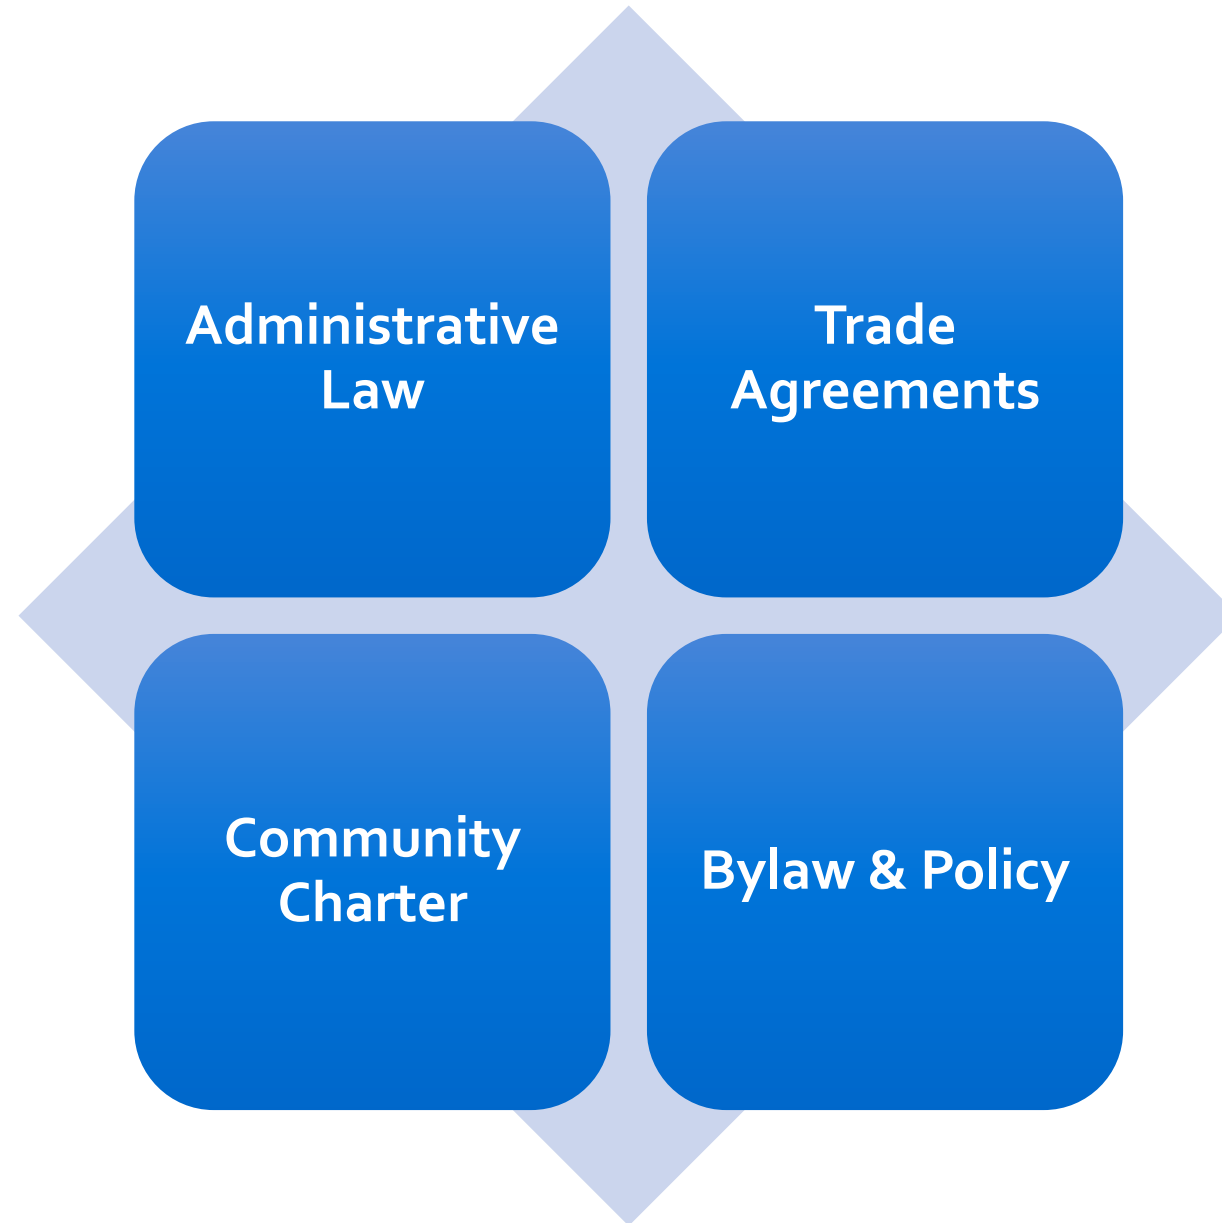 Administrative
Law
Trade
Agreements
Community
Charter
Bylaw & Policy